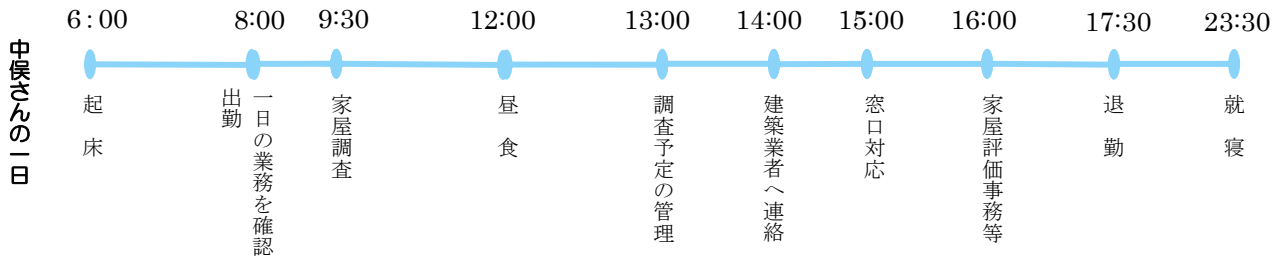 中俣さんの一日
6:00
起床
8:00
出勤
一日の業務を確認
9:30
家屋調査
12:00
昼食
13:00
調査予定の管理
14:00
建築業者へ連絡
15:00
窓口対応
16:00
家屋評価事務等
17:30
退勤
23:30
就寝